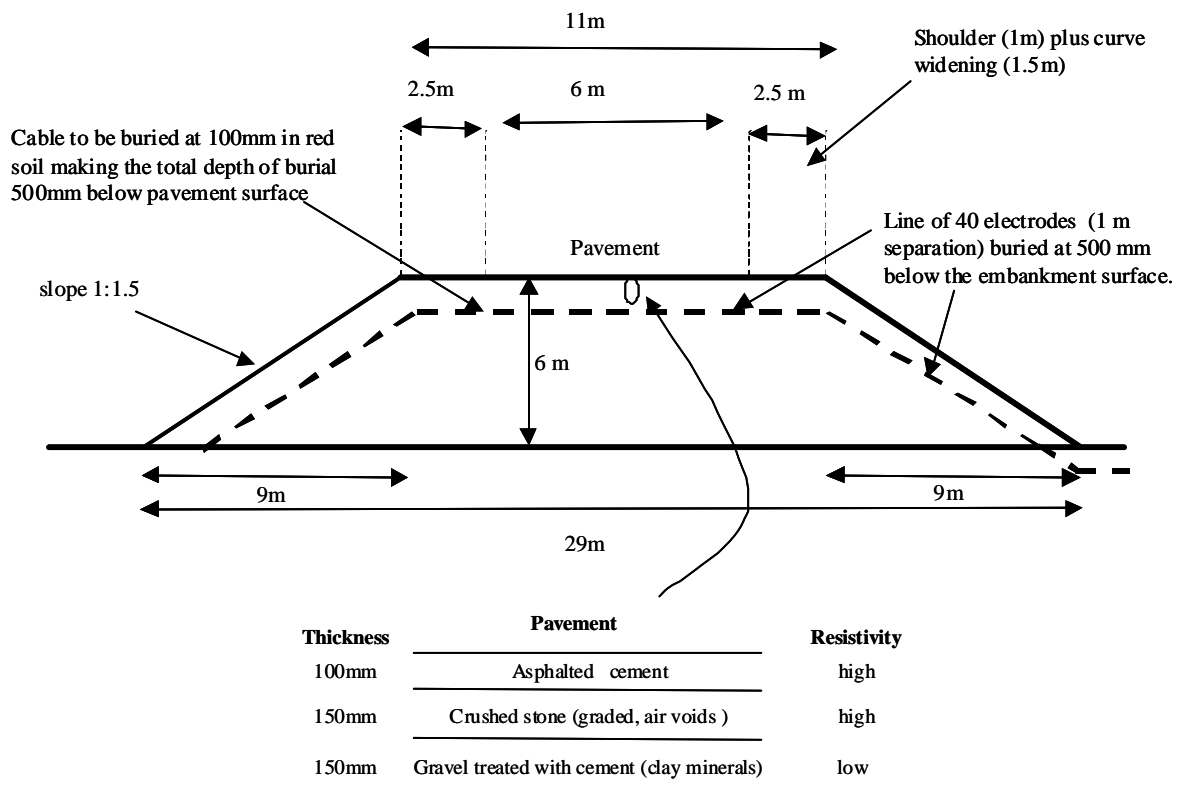 11m
Shoulder (1m) plus curve
widening (1.5m)
2.5m
6 m
2.5 m
Cable to be buried at 100mm in red
soil making the total depth of burial
500mm below pavement surface
Line of 40 electrodes (1 m
separation) buried at 500 mm
below the embankment surface.
Pavement
slope 1:1.5
6 m
9m
9m
29m
Pavement
Thickness
Resistivity
100mm Asphalted cement high
150mm Crushed stone (graded, air voids ) high
150mm Gravel treated with cement (clay minerals) low